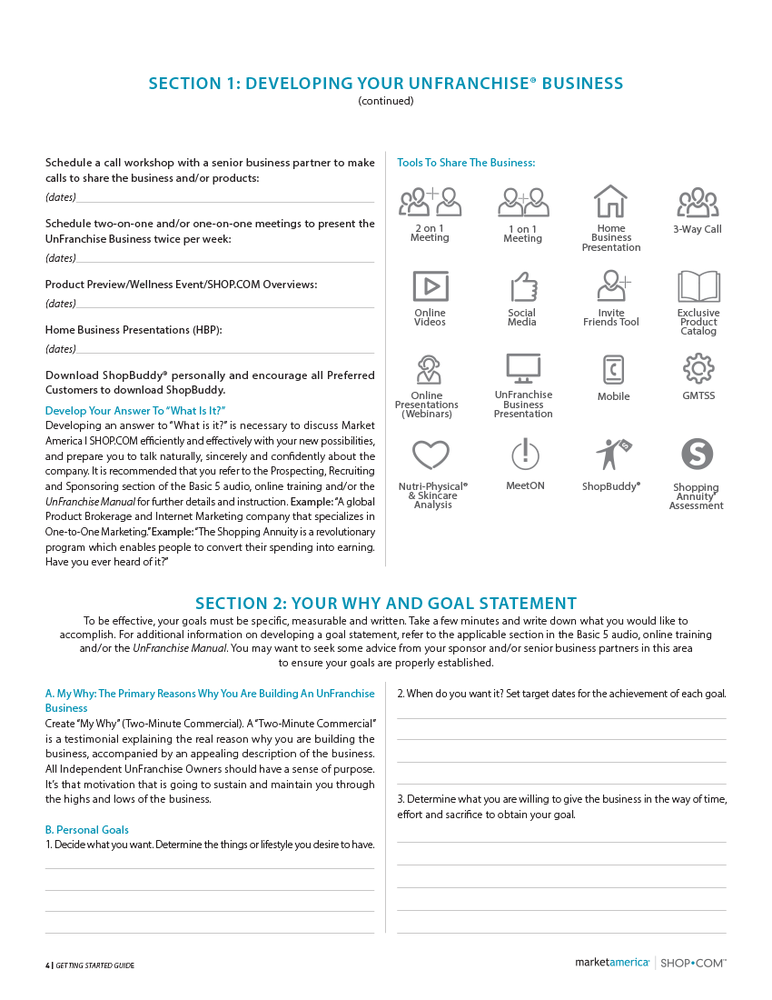 SECTION 1: DEVELOPING YOUR UNFRANCHISE® BUSINESS
(continued)
Schedule a call workshop with a senior business partner to make
calls to share the business and/or products:
(dates)
Schedule two-on-one and/or one-on-one meetings to present the
UnFranchise Business twice per week:
(dates)
Product Preview/Wellness Event/SHOP.COM Overviews:
(dates)
Home Business Presentations (HBP):
(dates)
Download ShopBuddy® personally and encourage all Preferred
Customers to download ShopBuddy.
Develop Your Answer To “What Is It?”
Developing an answer to “What is it?” is necessary to discuss Market
America I SHOP.COM efficiently and effectively with your new possibilities,
and prepare you to talk naturally, sincerely and confidently about the
company. It is recommended that you refer to the Prospecting, Recruiting
and Sponsoring section of the Basic 5 audio, online training and/or the
UnFranchise Manual for further details and instruction. Example: “A global
Product Brokerage and Internet Marketing company that specializes in
One-to-One Marketing.” Example: “The Shopping Annuity is a revolutionary
program which enables people to convert their spending into earning.
Have you ever heard of it?”
Tools To Share The Business:
2 on 1
Meeting
1 on 1
Meeting
Home
Business
Presentation
3-Way Call
Online
Videos
Social
Media
Invite
Friends Tool
Exclusive
Product
Catalog
Online
Presentations
(Webinars)
UnFranchise
Business
Presentation
Mobile
GMTSS
Nutri-Physical®
& Skincare
Analysis
MeetON
ShopBuddy®
S
Shopping
Annuity®
Assessment
SECTION 2: YOUR WHY AND GOAL STATEMENT
To be effective, your goals must be specific, measurable and written. Take a few minutes and write down what you would like to
accomplish. For additional information on developing a goal statement, refer to the applicable section in the Basic 5 audio, online training
and/or the UnFranchise Manual. You may want to seek some advice from your sponsor and/or senior business partners in this area
to ensure your goals are properly established.
A. My Why: The Primary Reasons Why You Are Building An UnFranchise
Business
Create “My Why” (Two-Minute Commercial). A “Two-Minute Commercial”
is a testimonial explaining the real reason why you are building the
business, accompanied by an appealing description of the business.
All Independent UnFranchise Owners should have a sense of purpose.
It’s that motivation that is going to sustain and maintain you through
the highs and lows of the business.
B. Personal Goals
1. Decide what you want. Determine the things or lifestyle you desire to have.
2. When do you want it? Set target dates for the achievement of each goal.
3. Determine what you are willing to give the business in the way of time,
effort and sacrifice to obtain your goal.
4 | GETTING STARTED GUIDE
marketamerica® | SHOP•COM™